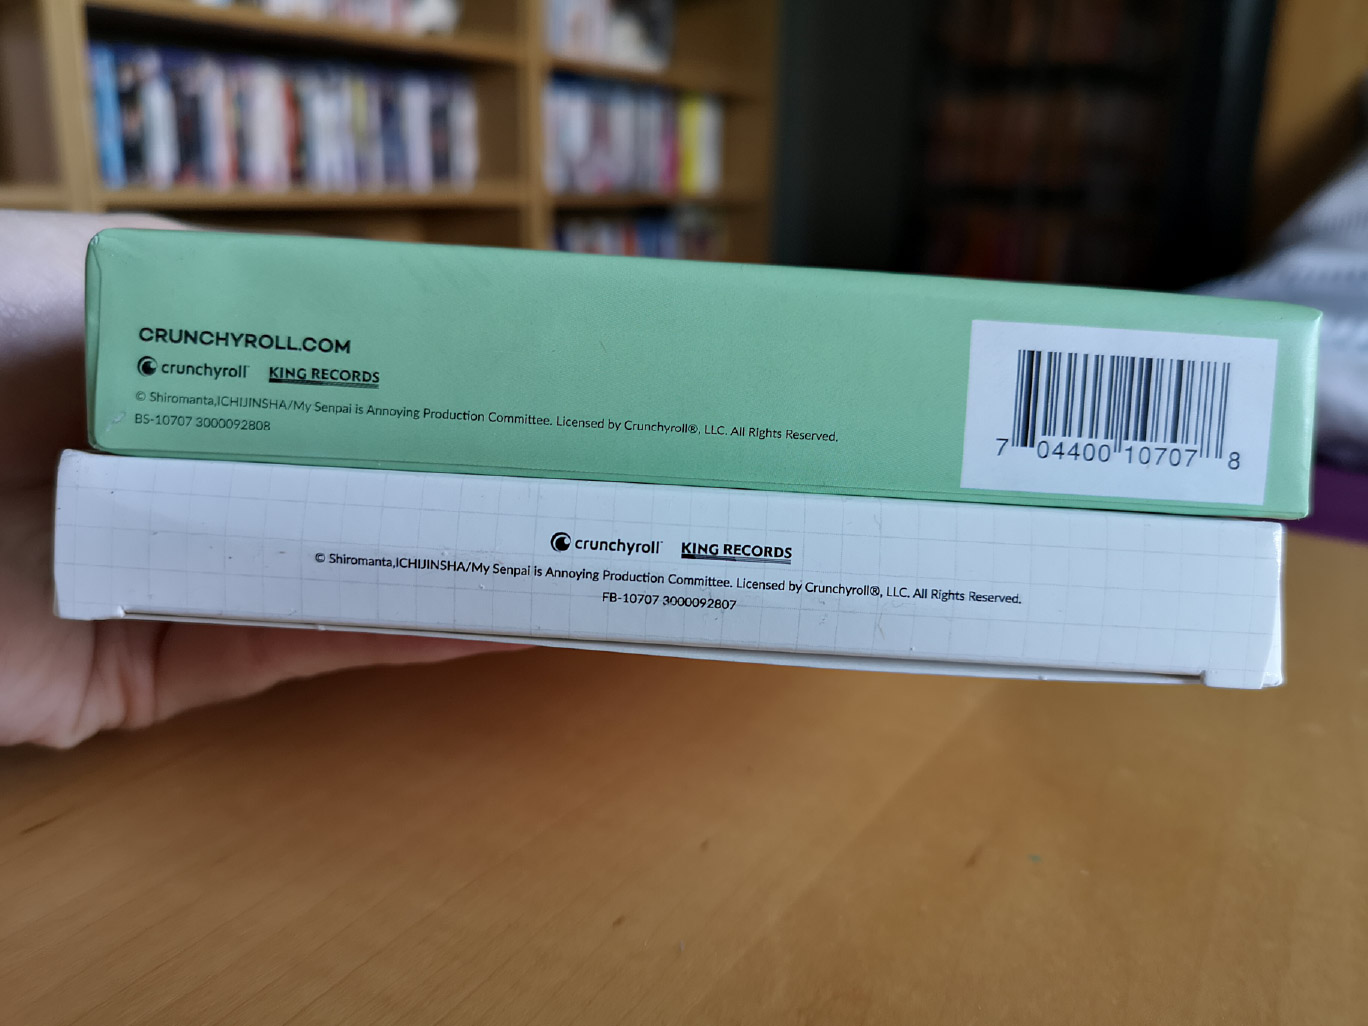 CRUNCHYROLL.COM
crunchyroll KING RECORDS
© Shiromanta,ICHIJINSHA/My Senpai is Annoying Production Committee. Licensed by Crunchyroll®, LLC. All Rights Reserved.
BS-10707 3000092808
7 04400 10707 8
crunchyroll KING RECORDS
© Shiromanta,ICHIJINSHA/My Senpai is Annoying Production Committee. Licensed by Crunchyroll®, LLC. All Rights Reserved.
FB-10707 3000092807